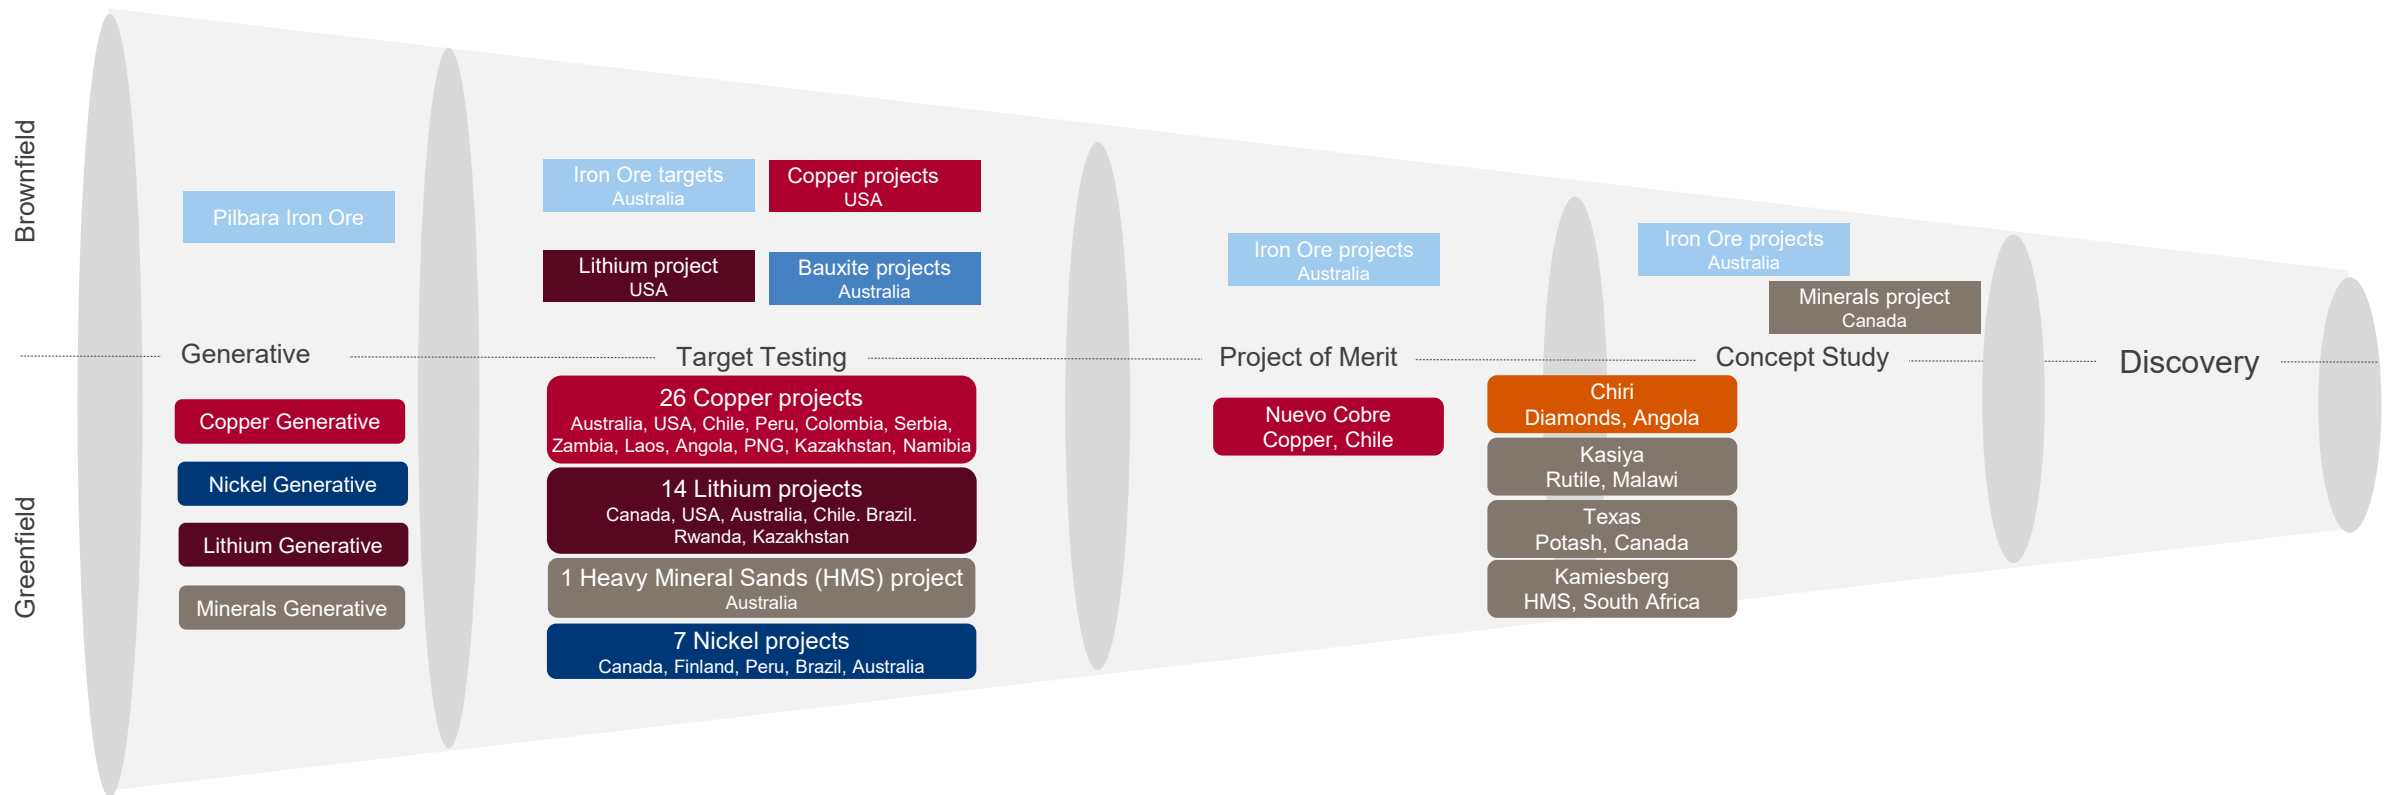 Brownfield
Pilbara Iron Ore
Iron Ore targets
Australia
Copper projects
USA
Lithium project
USA
Bauxite projects
Australia
Iron Ore projects
Australia
Iron Ore projects
Australia
Minerals project
Canada
Generative
Target Testing
Project of Merit
Concept Study
Discovery
Greenfield
Copper Generative
Nickel Generative
Lithium Generative
Minerals Generative
26 Copper projects
Australia, USA, Chile, Peru, Colombia, Serbia,
Zambia, Laos, Angola, PNG, Kazakhstan, Namibia
14 Lithium projects
Canada, USA, Australia, Chile. Brazil.
Rwanda, Kazakhstan
1 Heavy Mineral Sands (HMS) project
Australia
7 Nickel projects
Canada, Finland, Peru, Brazil, Australia
Nuevo Cobre
Copper, Chile
Chiri
Diamonds, Angola
Kasiya
Rutile, Malawi
Texas
Potash, Canada
Kamiesberg
HMS, South Africa